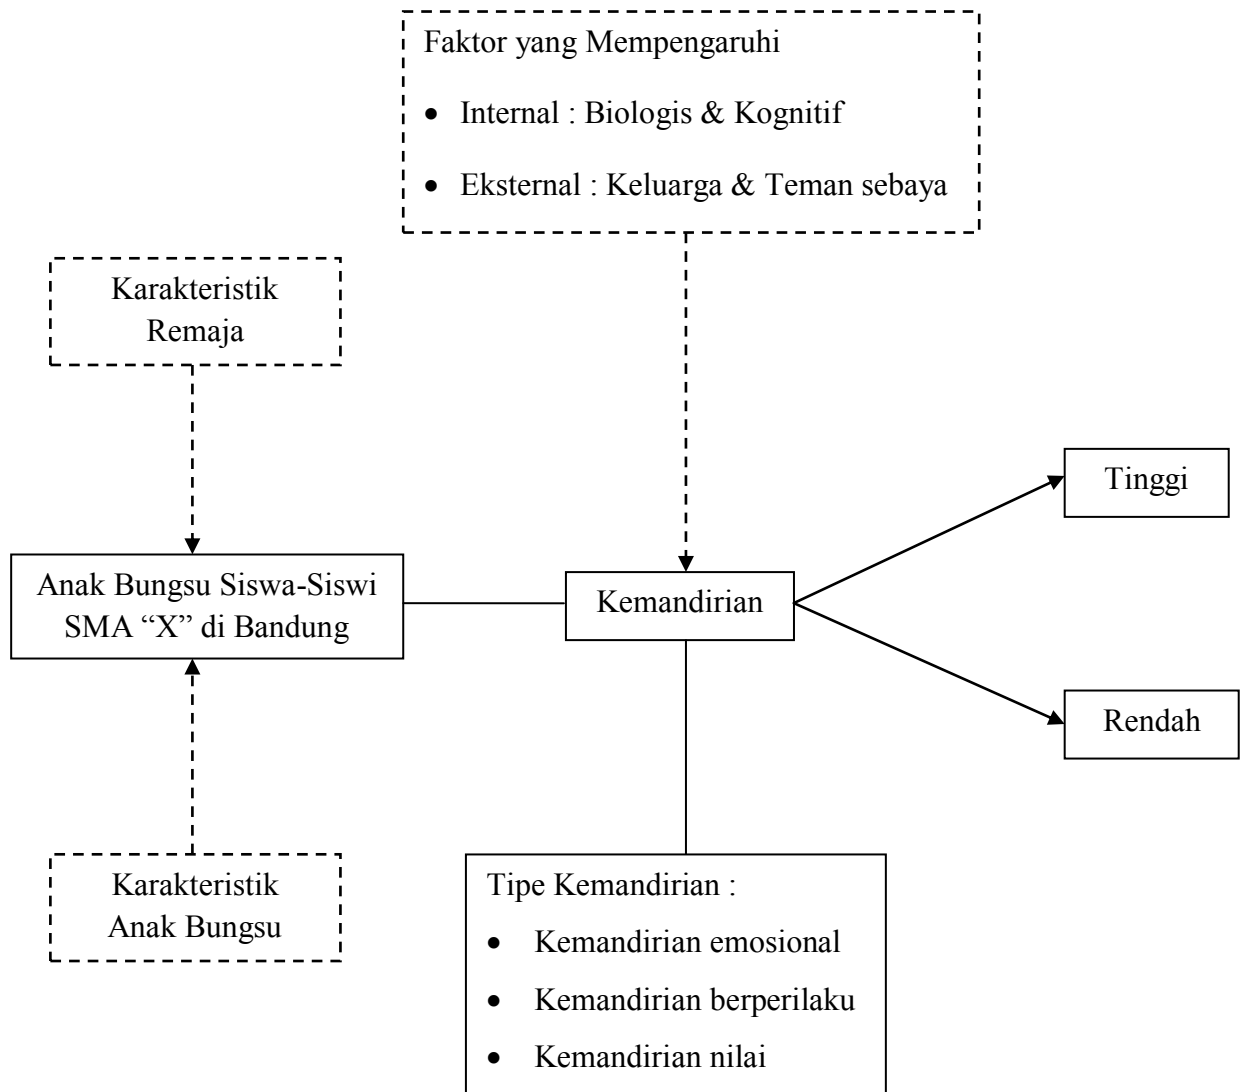 Faktor yang Mempengaruhi
• Internal : Biologis & Kognitif
• Eksternal : Keluarga & Teman sebaya
Karakteristik
Remaja
Tinggi
Anak Bungsu Siswa-Siswi
SMA “X” di Bandung
Kemandirian
Rendah
Karakteristik
Anak Bungsu
Tipe Kemandirian :
• Kemandirian emosional
• Kemandirian berperilaku
• Kemandirian nilai